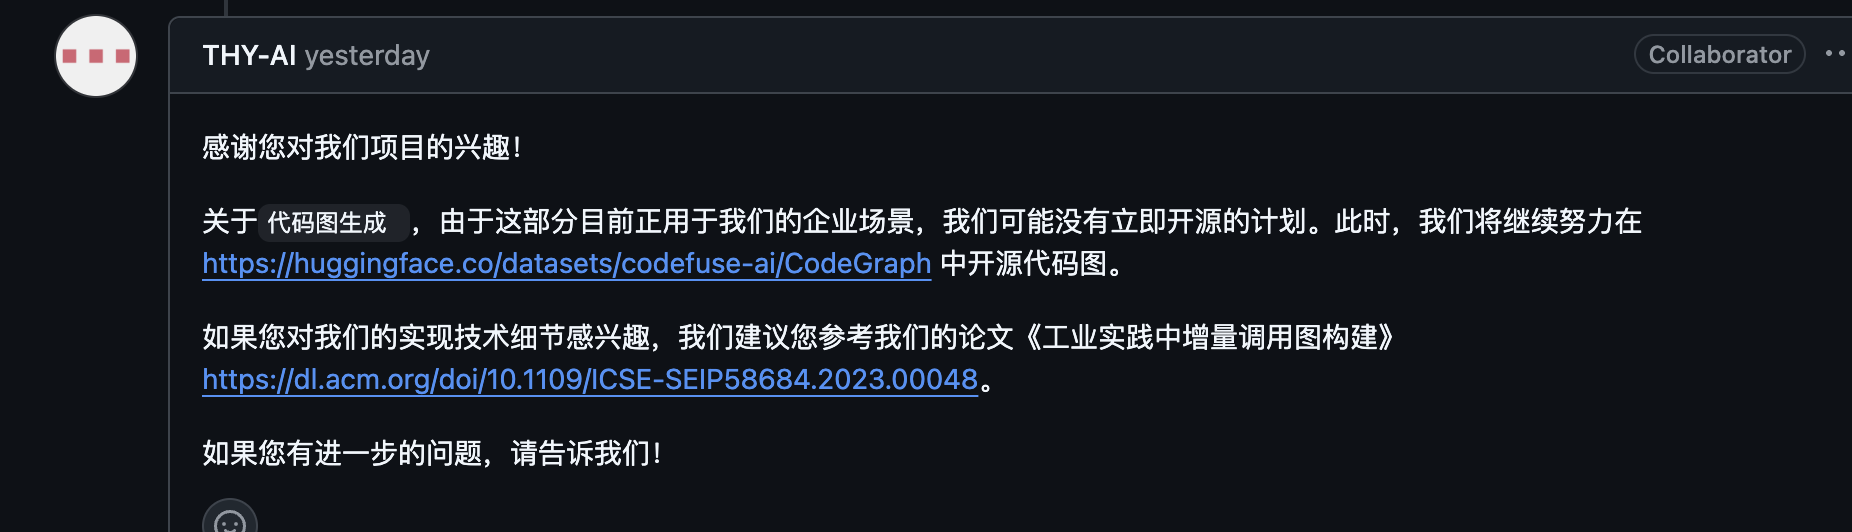 THY-AI yesterday
Collaborator
感谢您对我们项目的兴趣！
关于 代码图生成 ，由于这部分目前正用于我们的企业场景，我们可能没有立即开源的计划。此时，我们将继续努力在
https://huggingface.co/datasets/codefuse-ai/CodeGraph 中开源代码图。
如果您对我们的实现技术细节感兴趣，我们建议您参考我们的论文《工业实践中增量调用图构建》
https://dl.acm.org/doi/10.1109/ICSE-SEIP58684.2023.00048。
如果您有进一步的问题，请告诉我们！